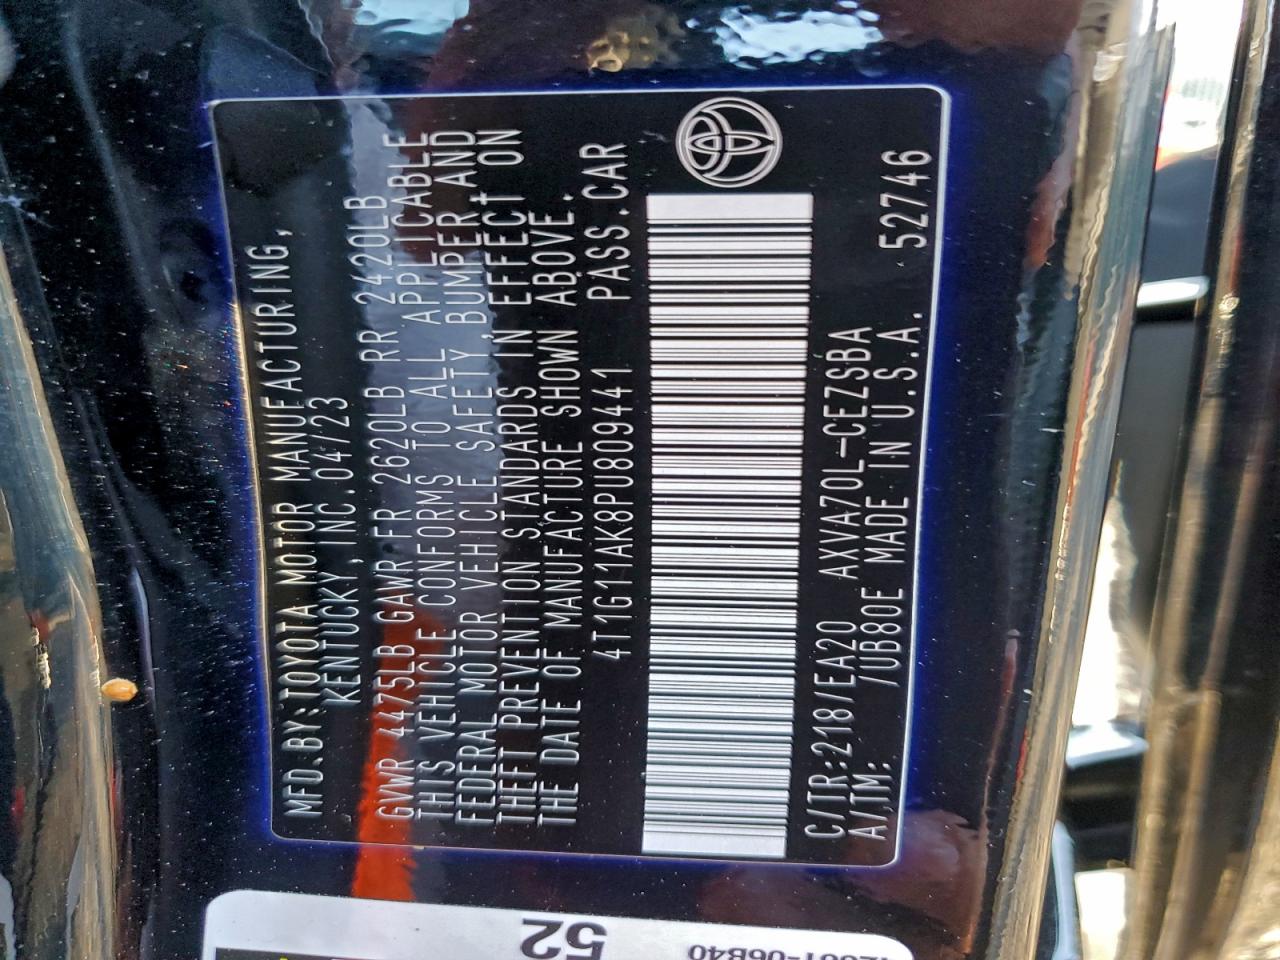 MFD.BY:TOYOTA MOTOR MANUFACTURING,
KENTUCKY, INC.04/23
GVWR 4475LB GAWR FR 2620LB RR 2420LB
THIS VEHICLE CONFORMS TO ALL APPLICABLE
FEDERAL MOTOR VEHICLE SAFETY, BUMPER, AND
THEFT PREVENTION STANDARDS IN EFFECT ON
THE DATE OF MANUFACTURE SHOWN ABOVE.
4T1G11AK8PU809441 PASS.CAR
C/TR:218/EA20 AXVA70L-CEZSBA
A/TM: /UB80E MADE IN U.S.A. 52746
52